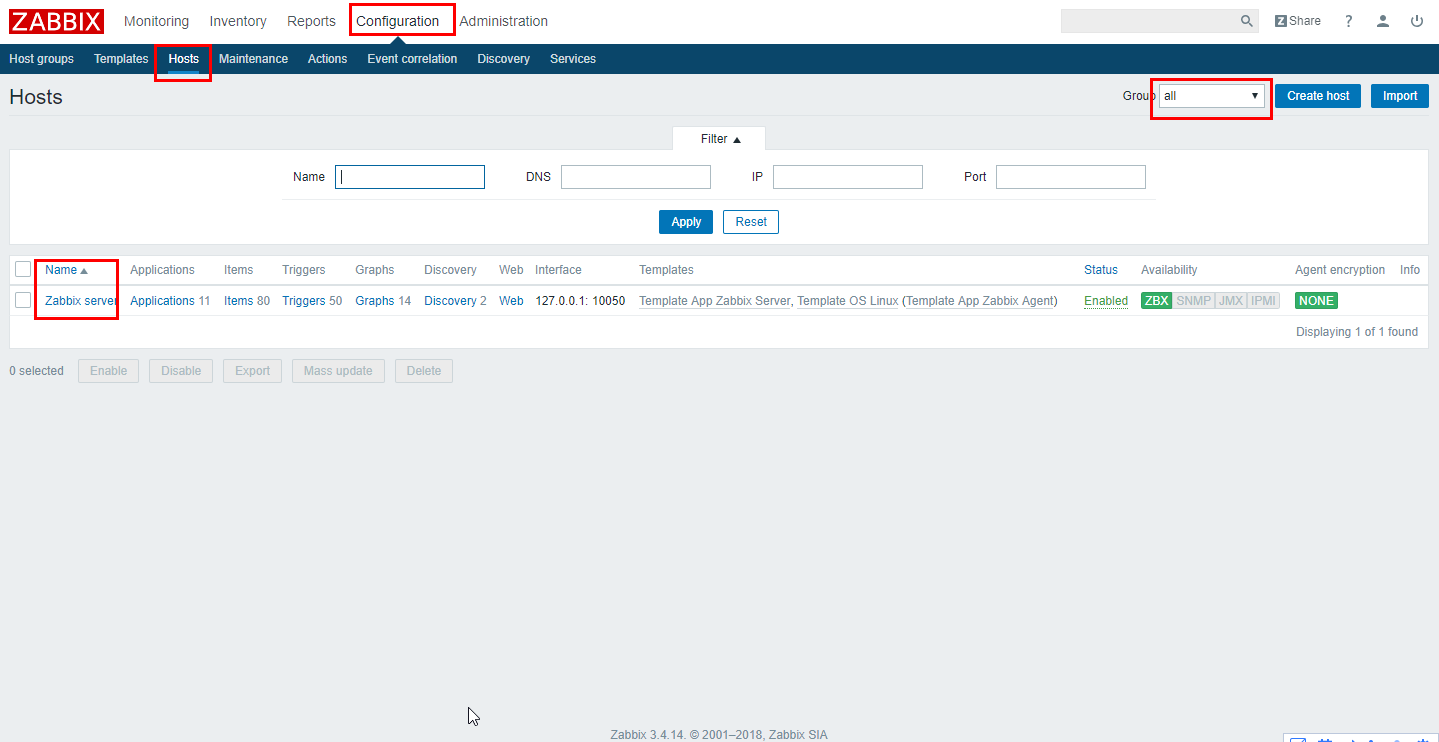 ZABBIX Monitoring Inventory Reports Configuration Administration Z Share ?
Host groups Templates Hosts Maintenance Actions Event correlation Discovery Services
Hosts Group all Create host Import
Filter
Name DNS IP Port
Apply Reset
Name Applications Items Triggers Graphs Discovery Web Interface Templates Status Availability Agent encryption Info
Zabbix server Applications 11 Items 80 Triggers 50 Graphs 14 Discovery 2 Web 127.0.0.1: 10050 Template App Zabbix Server, Template OS Linux (Template App Zabbix Agent) Enabled ZBX SNMP JMX IPMI NONE
Displaying 1 of 1 found
0 selected Enable Disable Export Mass update Delete
Zabbix 3.4.14. © 2001–2018, Zabbix SIA